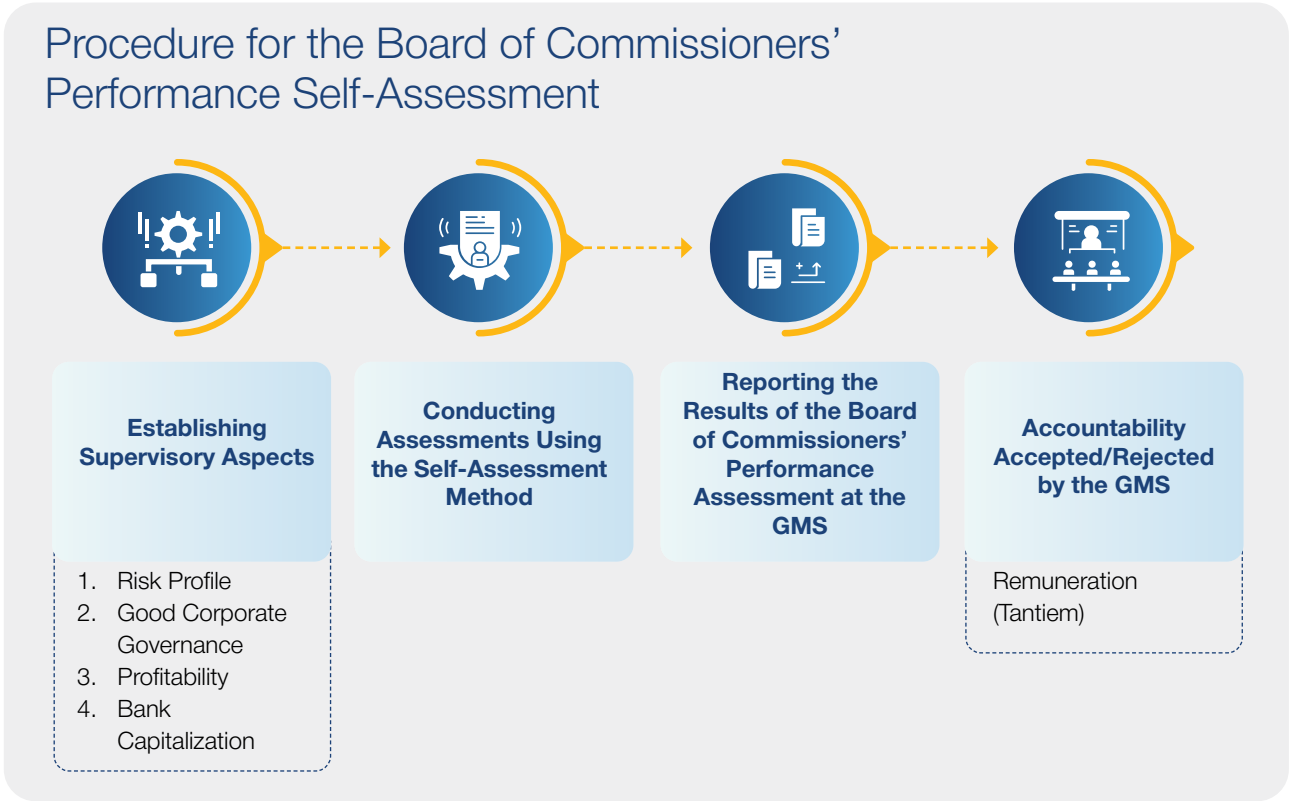 Procedure for the Board of Commissioners’
Performance Self-Assessment
Establishing
Supervisory Aspects
1. Risk Profile
2. Good Corporate
Governance
3. Profitability
4. Bank
Capitalization
Conducting
Assessments Using
the Self-Assessment
Method
Reporting the
Results of the Board
of Commissioners’
Performance
Assessment at the
GMS
Accountability
Accepted/Rejected
by the GMS
Remuneration
(Tantiem)